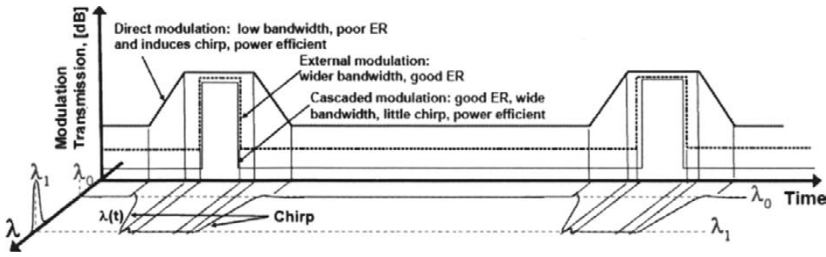 Direct modulation: low bandwidth, poor ER
and induces chirp, power efficient
External modulation:
wider bandwidth, good ER
Cascaded modulation: good ER, wide
bandwidth, little chirp, power efficient
Modulation
Transmission, [dB]
λ₁
λ₀
λ
λ(t)
Chirp
λ₀
Time
λ₁